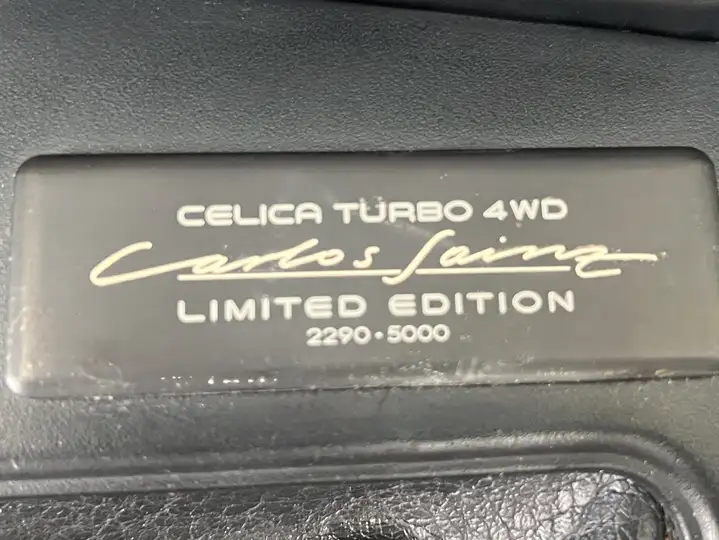 CELICA TURBO 4WD
Carlos Sainz
LIMITED EDITION
2290·5000